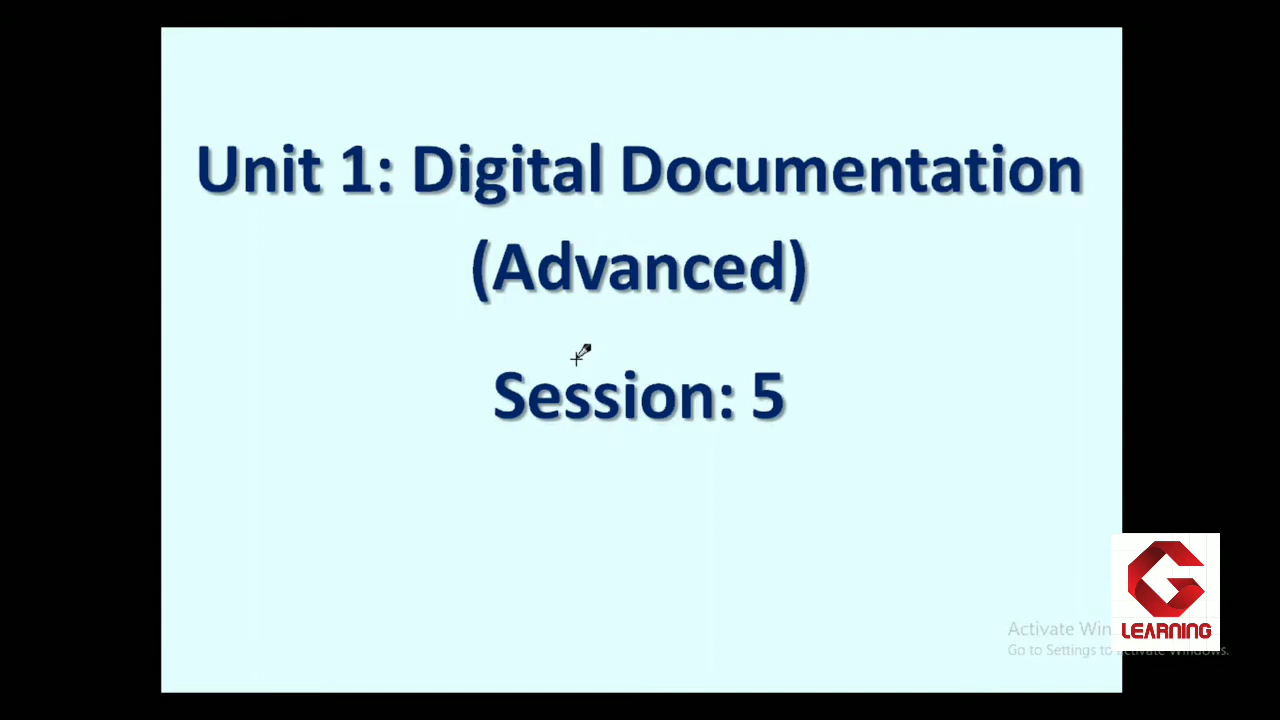 Unit 1: Digital Documentation
(Advanced)
Session: 5
LEARNING
Activate Win
Go to Settings to Activate Windows.